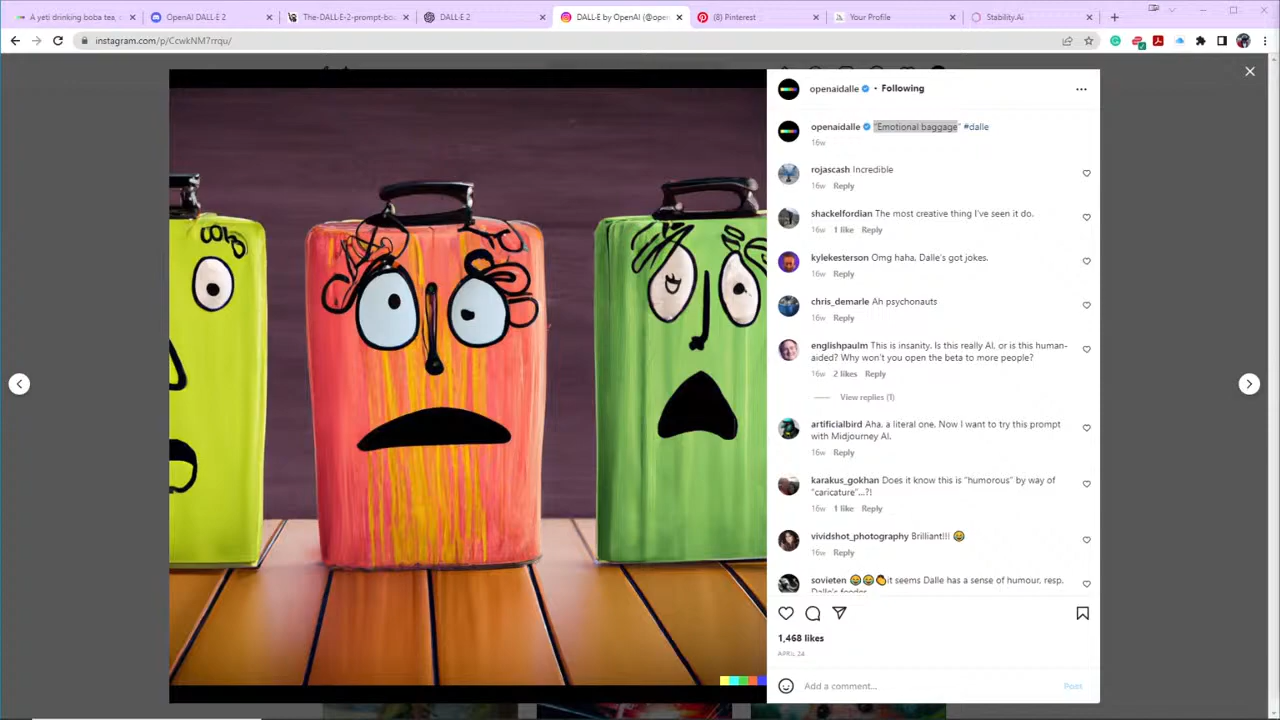 A yeti drinking boba tea,
OpenAI DALL-E 2
The-DALL-E-2-prompt-bo
DALL·E 2
DALL·E by OpenAI (@open
(8) Pinterest
Your Profile
Stability.Ai
instagram.com/p/CcwkNM7rrqu/
openaidalle • Following
openaidalle "Emotional baggage" #dalle
16w
rojascash Incredible
16w Reply
shackelfordian The most creative thing I've seen it do.
16w 1 like Reply
kylekesterson Omg haha, Dalle's got jokes.
16w Reply
chris_demarle Ah psychonauts
16w Reply
englishpaulm This is insanity. Is this really AI, or is this human-
aided? Why won't you open the beta to more people?
16w 2 likes Reply
View replies (1)
artificialbird Aha, a literal one. Now I want to try this prompt
with Midjourney AI.
16w Reply
karakus_gokhan Does it know this is "humorous" by way of
"caricature"...?!
16w 1 like Reply
vividshot_photography Brilliant!!! 😄
16w Reply
sovieten 😂😂👏it seems Dalle has a sense of humour, resp.
Dalle's feeder
1,468 likes
APRIL 24
Add a comment...
Post